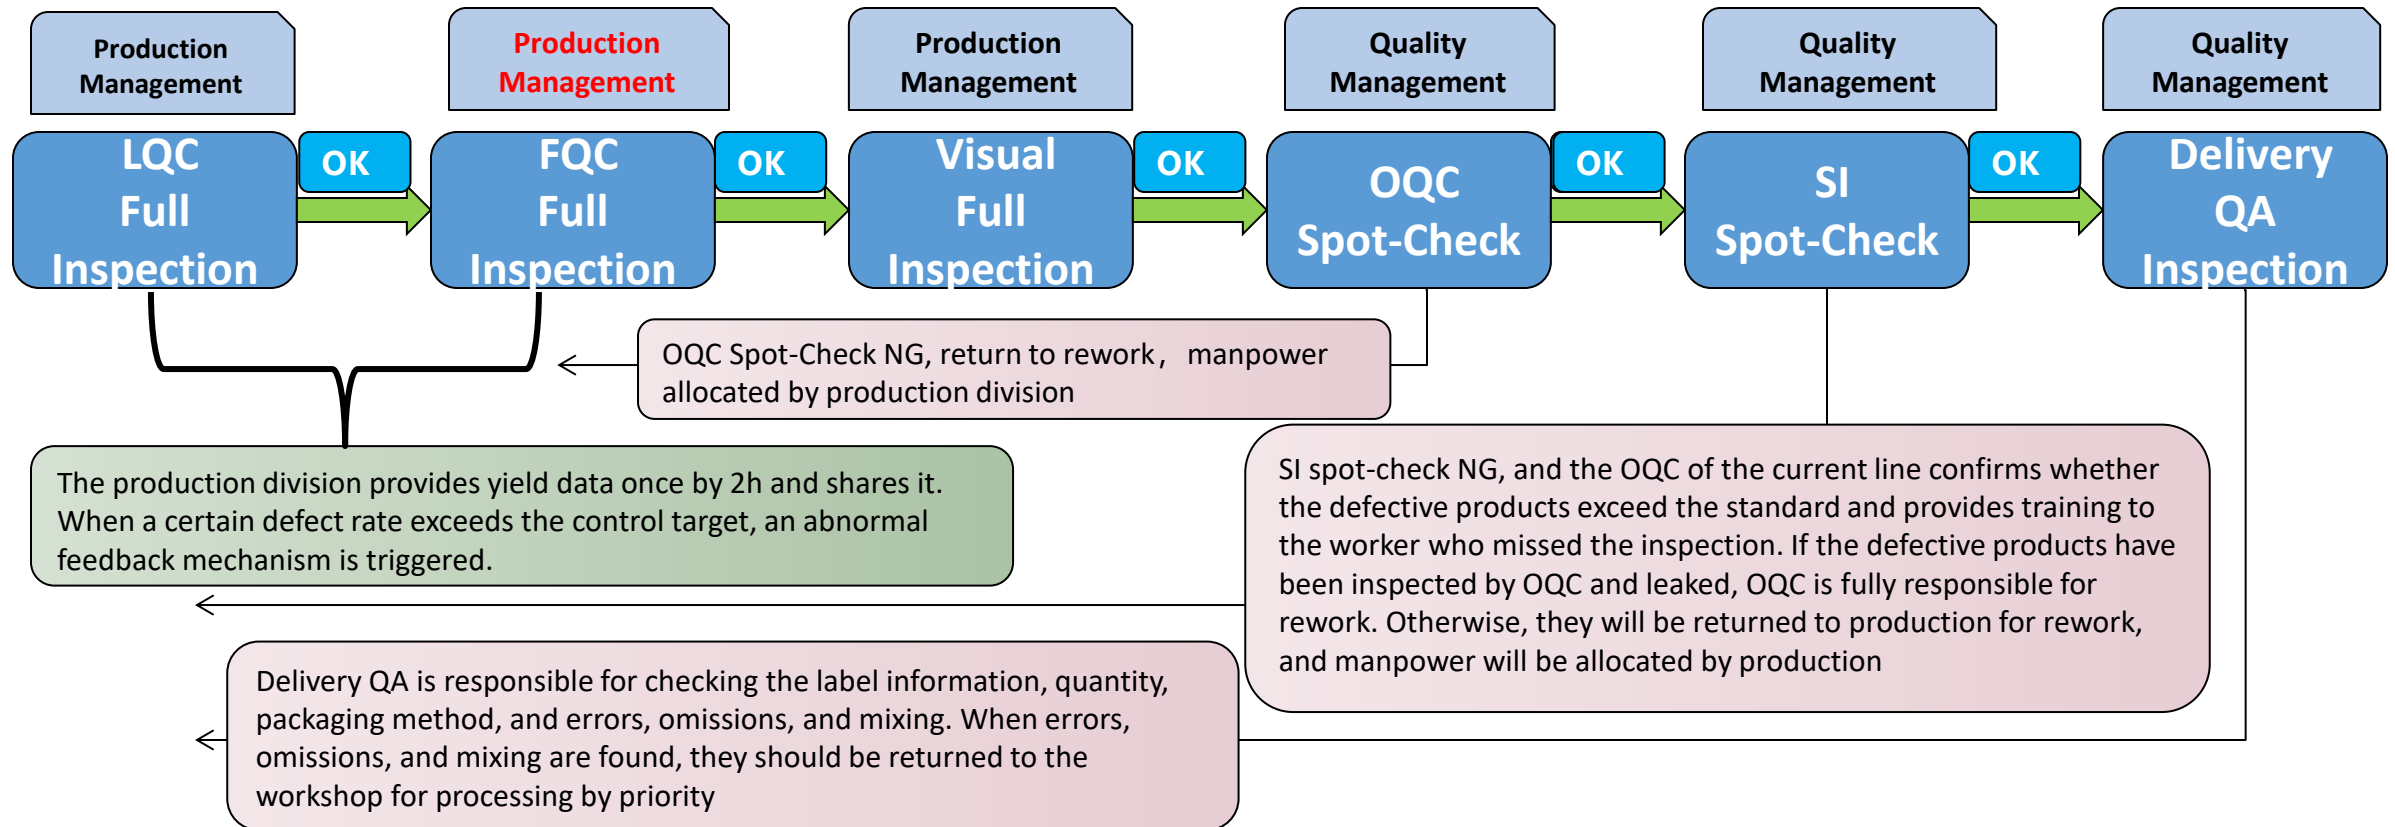 Production
Management
Production
Management
Production
Management
Quality
Management
Quality
Management
Quality
Management
LQC
Full
Inspection
OK
FQC
Full
Inspection
OK
Visual
Full
Inspection
OK
OQC
Spot-Check
OK
SI
Spot-Check
OK
Delivery
QA
Inspection
OQC Spot-Check NG, return to rework， manpower
allocated by production division
The production division provides yield data once by 2h and shares it.
When a certain defect rate exceeds the control target, an abnormal
feedback mechanism is triggered.
SI spot-check NG, and the OQC of the current line confirms whether
the defective products exceed the standard and provides training to
the worker who missed the inspection. If the defective products have
been inspected by OQC and leaked, OQC is fully responsible for
rework. Otherwise, they will be returned to production for rework,
and manpower will be allocated by production
Delivery QA is responsible for checking the label information, quantity,
packaging method, and errors, omissions, and mixing. When errors,
omissions, and mixing are found, they should be returned to the
workshop for processing by priority